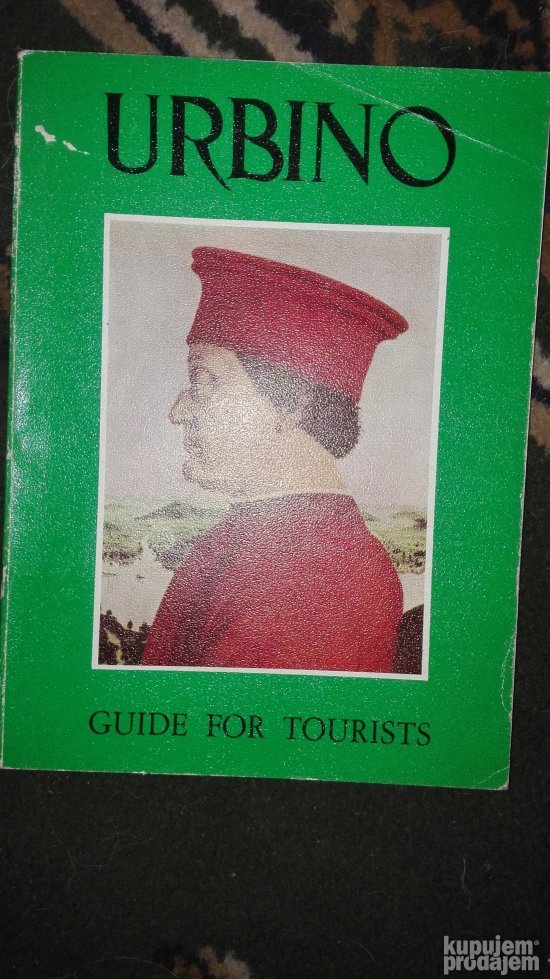 URBINO
GUIDE FOR TOURISTS
kupujem
prodajem